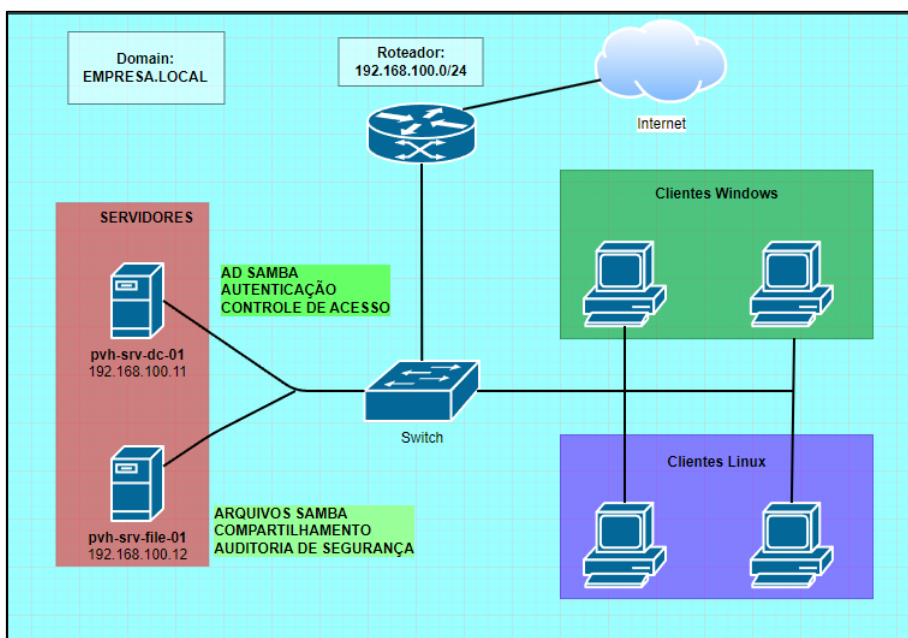 Domain:
EMPRESA.LOCAL
Roteador:
192.168.100.0/24
Internet
SERVIDORES
AD SAMBA
AUTENTICAÇÃO
CONTROLE DE ACESSO
pvh-srv-dc-01
192.168.100.11
Clientes Windows
Switch
Clientes Linux
ARQUIVOS SAMBA
COMPARTILHAMENTO
AUDITORIA DE SEGURANÇA
pvh-srv-file-01
192.168.100.12